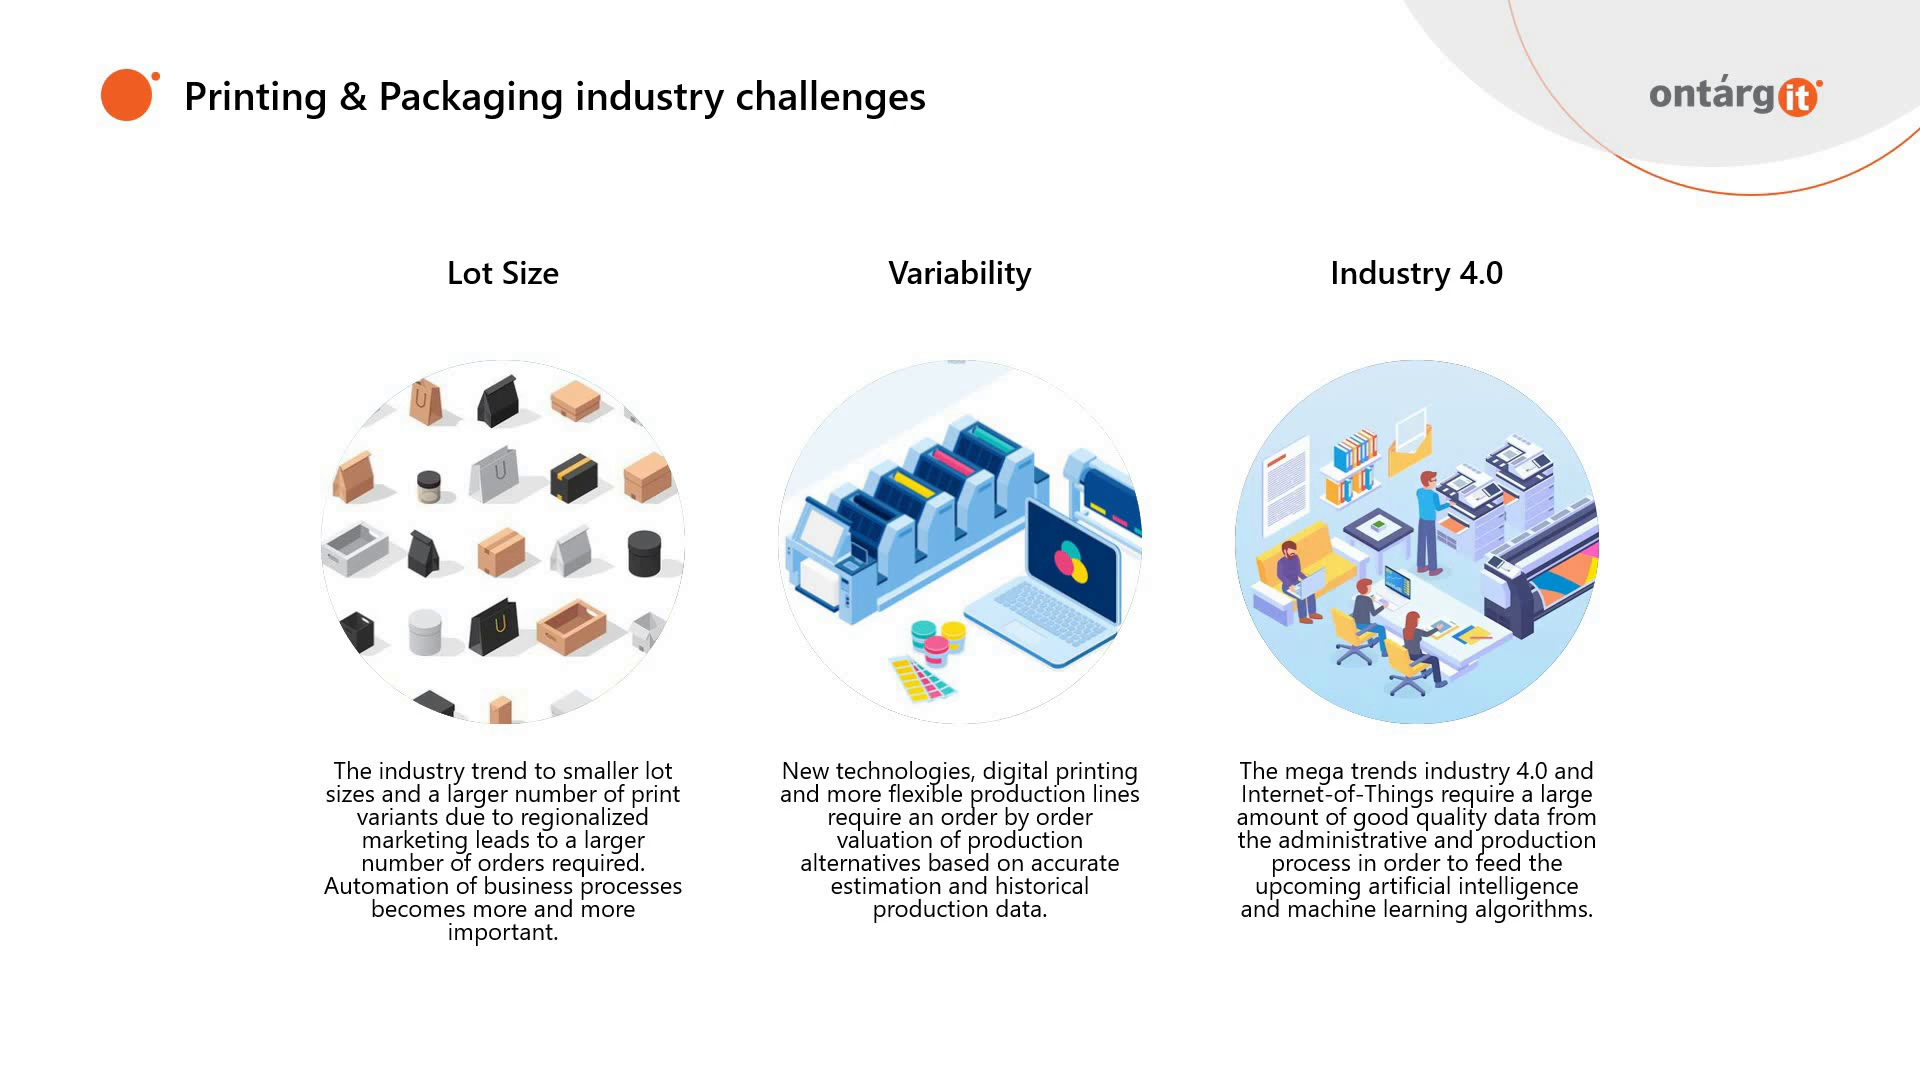 Printing & Packaging industry challenges
ontárgit
Lot Size
The industry trend to smaller lot
sizes and a larger number of print
variants due to regionalized
marketing leads to a larger
number of orders required.
Automation of business processes
becomes more and more
important.
Variability
New technologies, digital printing
and more flexible production lines
require an order by order
valuation of production
alternatives based on accurate
estimation and historical
production data.
Industry 4.0
The mega trends industry 4.0 and
Internet-of-Things require a large
amount of good quality data from
the administrative and production
process in order to feed the
upcoming artificial intelligence
and machine learning algorithms.